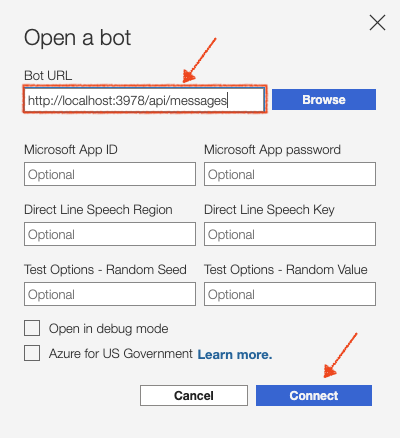 Open a bot
Bot URL
http://localhost:3978/api/messages
Browse
Microsoft App ID
Microsoft App password
Optional
Optional
Direct Line Speech Region
Direct Line Speech Key
Optional
Optional
Test Options - Random Seed
Test Options - Random Value
Optional
Optional
Open in debug mode
Azure for US Government Learn more.
Cancel
Connect